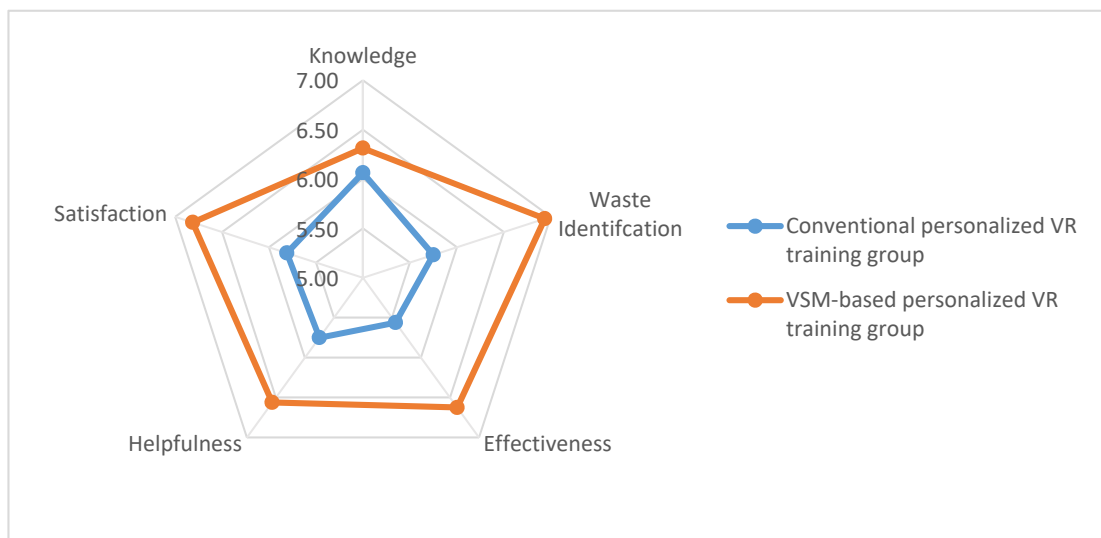 Knowledge
7.00
6.50
6.00
5.50
5.00
Waste
Identifcation
Effectiveness
Helpfulness
Satisfaction
Conventional personalized VR
training group
VSM-based personalized VR
training group